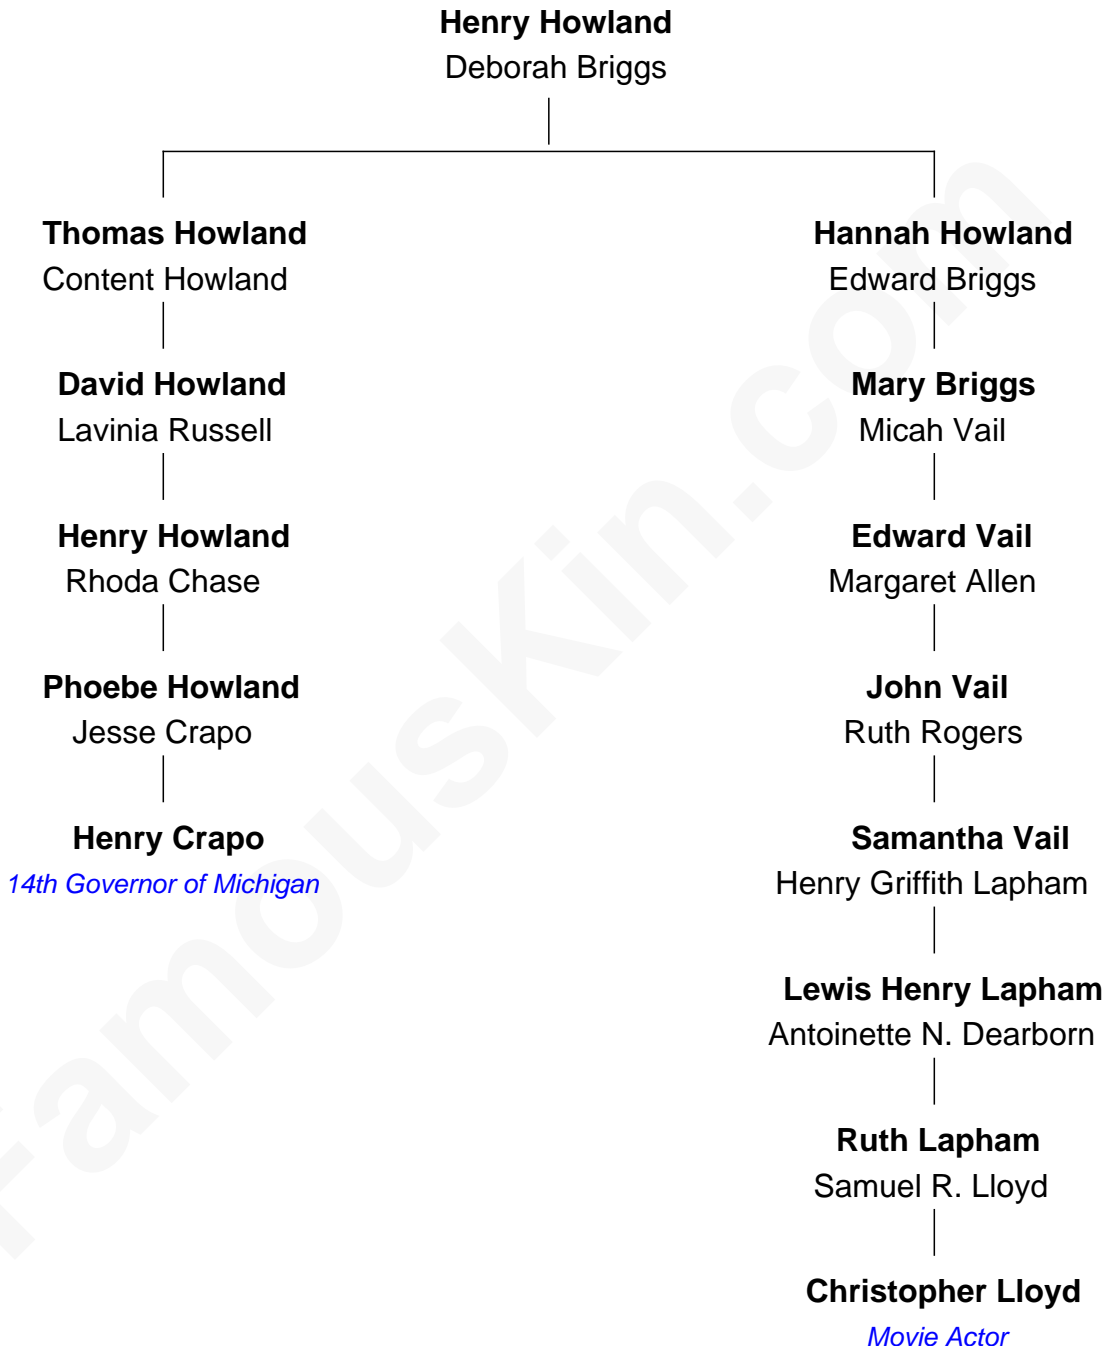 Henry Howland
Deborah Briggs
Thomas Howland
Content Howland
David Howland
Lavinia Russell
Henry Howland
Rhoda Chase
Phoebe Howland
Jesse Crapo
Henry Crapo
14th Governor of Michigan
Hannah Howland
Edward Briggs
Mary Briggs
Micah Vail
Edward Vail
Margaret Allen
John Vail
Ruth Rogers
Samantha Vail
Henry Griffith Lapham
Lewis Henry Lapham
Antoinette N. Dearborn
Ruth Lapham
Samuel R. Lloyd
Christopher Lloyd
Movie Actor
FamousKin.com